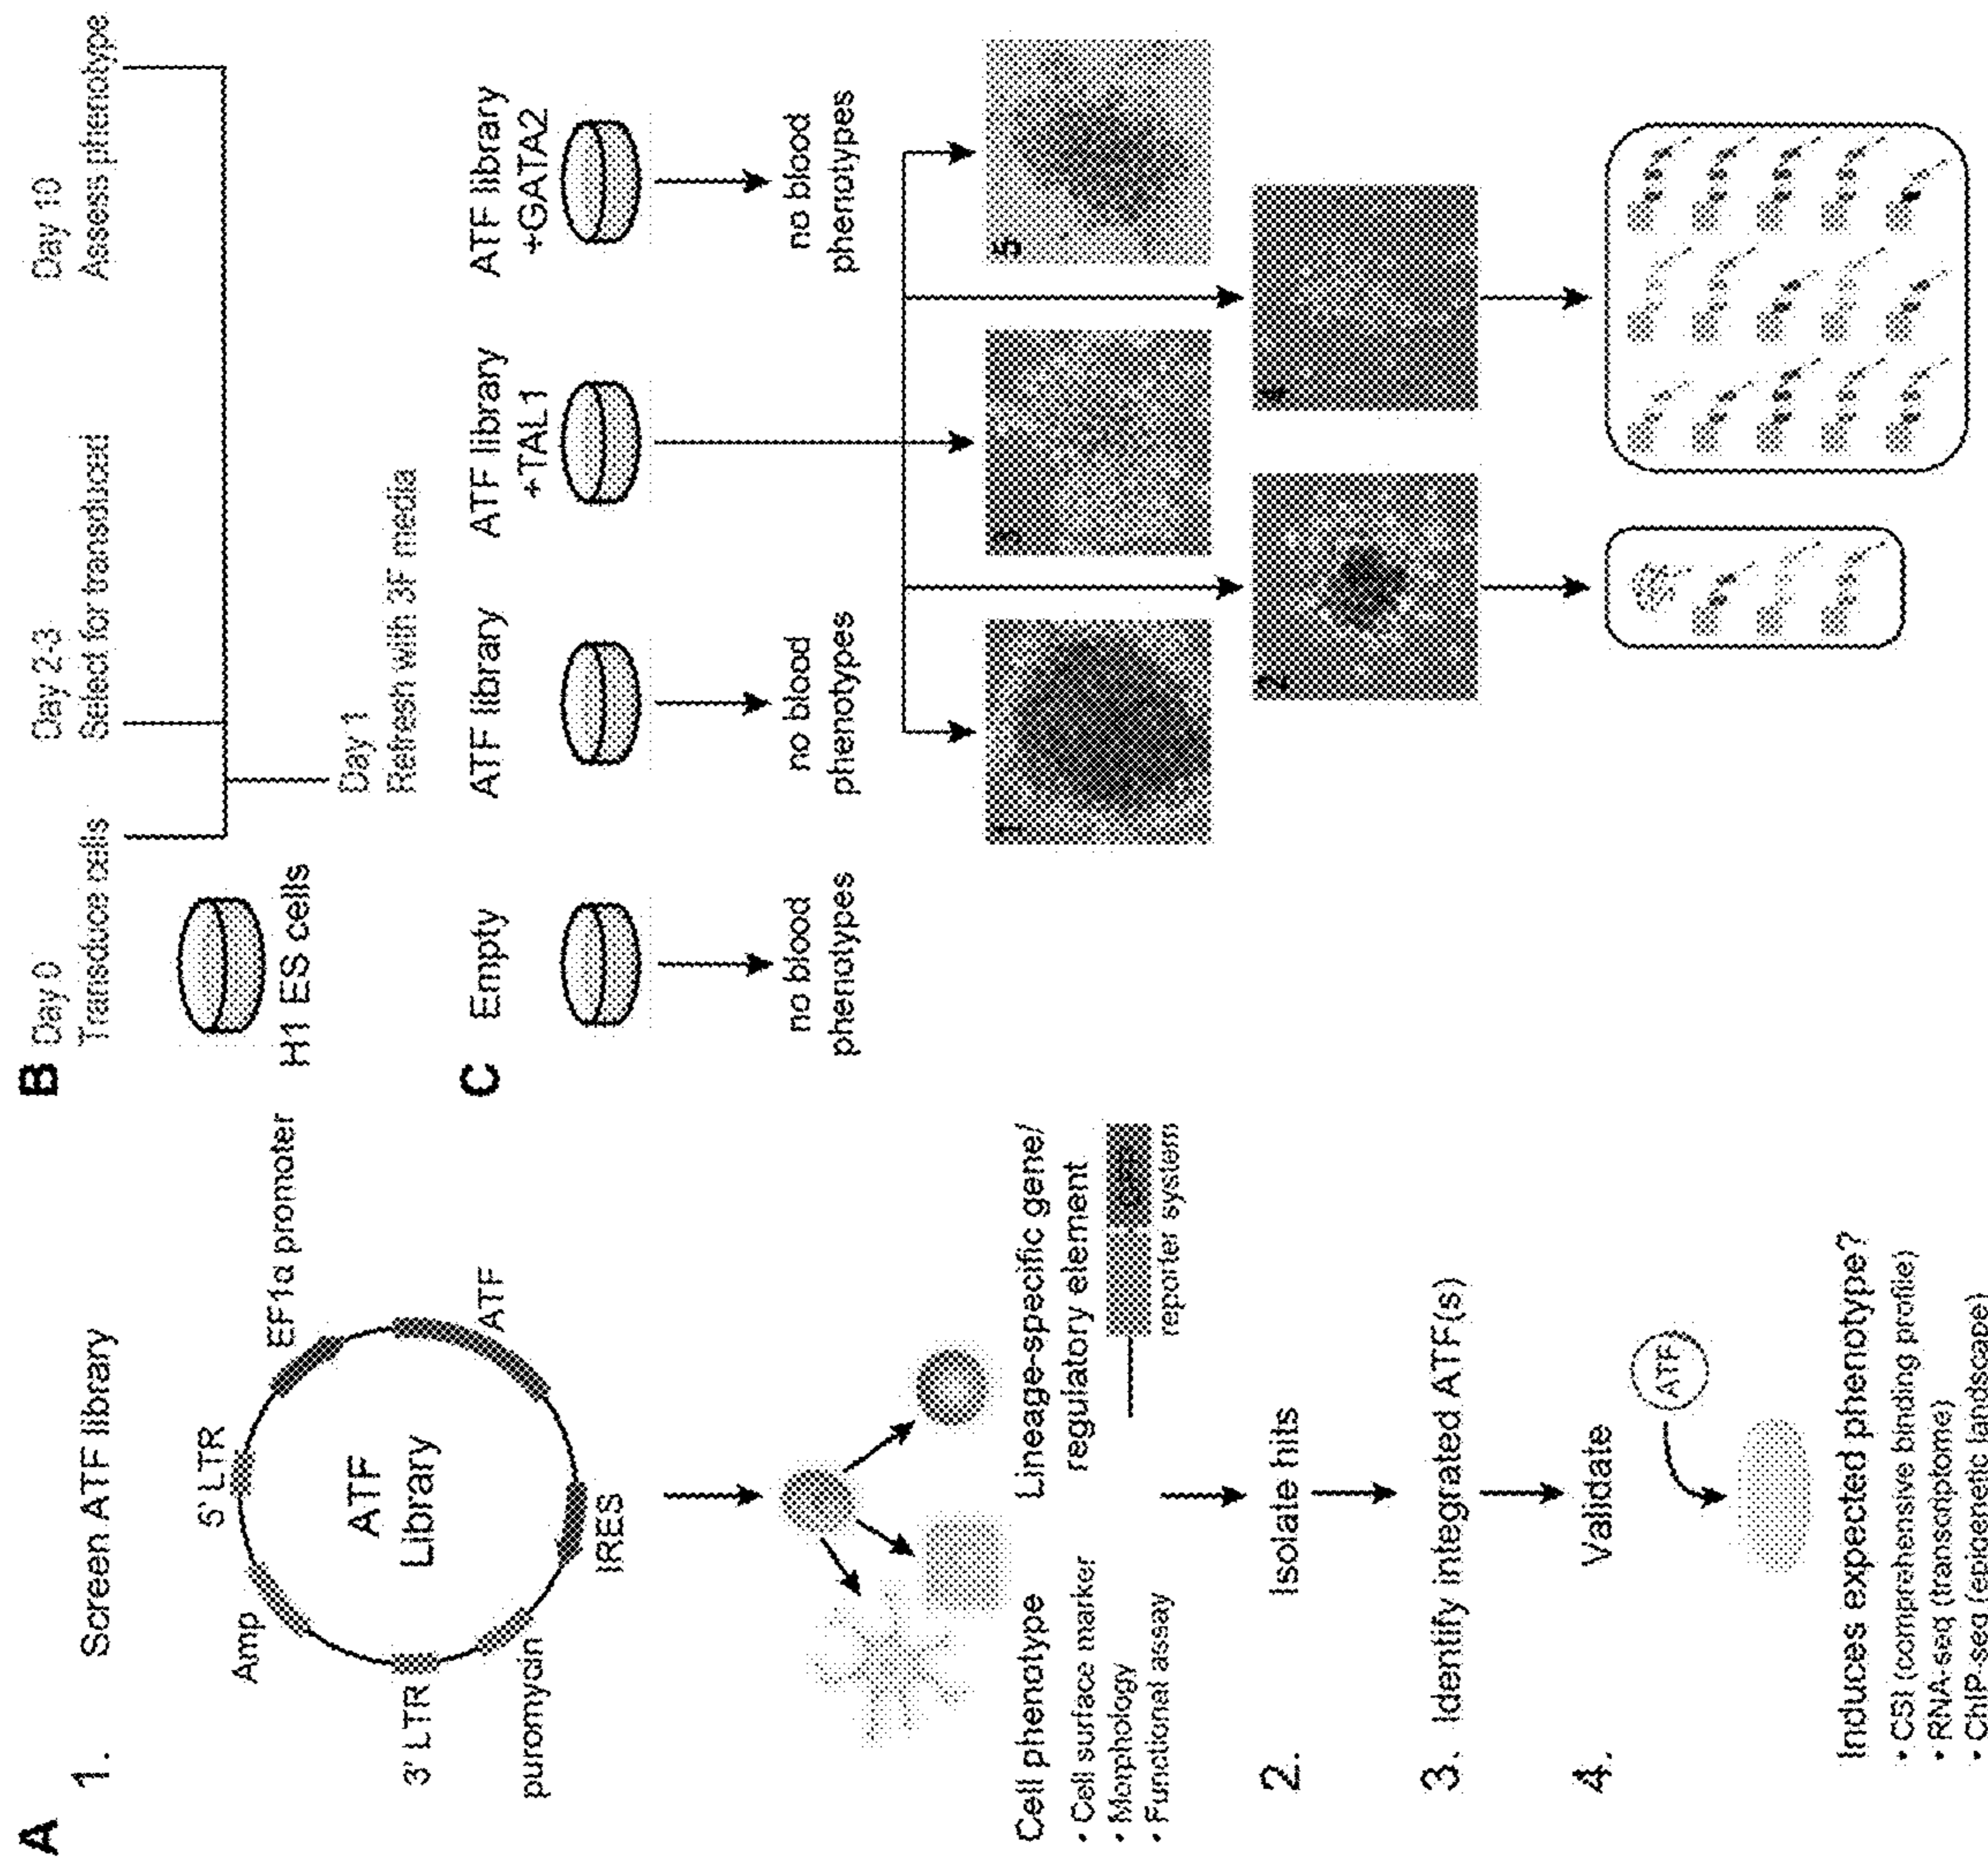 A
1. Screen ATF library
5' LTR
EF1α promoter
Amp
ATF
Library
ATF
3' LTR
puromycin
IRES
Cell phenotype
• Cell surface marker
• Morphology
• Functional assay
Lineage-specific gene/
regulatory element
reporter system
2. Isolate hits
3. Identify integrated ATF(s)
4. Validate
ATF
Induces expected phenotype?
• CSI (comprehensive binding profile)
• RNA-seq (transcriptome)
• ChIP-seq (epigenetic landscape)
B
Day 0
Transduce cells
Day 2-3
Select for transduced
Day 10
Assess phenotype
H1 ES cells
Day 1
Refresh with 3F media
C
Empty
ATF library
ATF library
+TAL1
ATF library
+GATA2
no blood
phenotypes
no blood
phenotypes
no blood
phenotypes
1
2
3
4
5